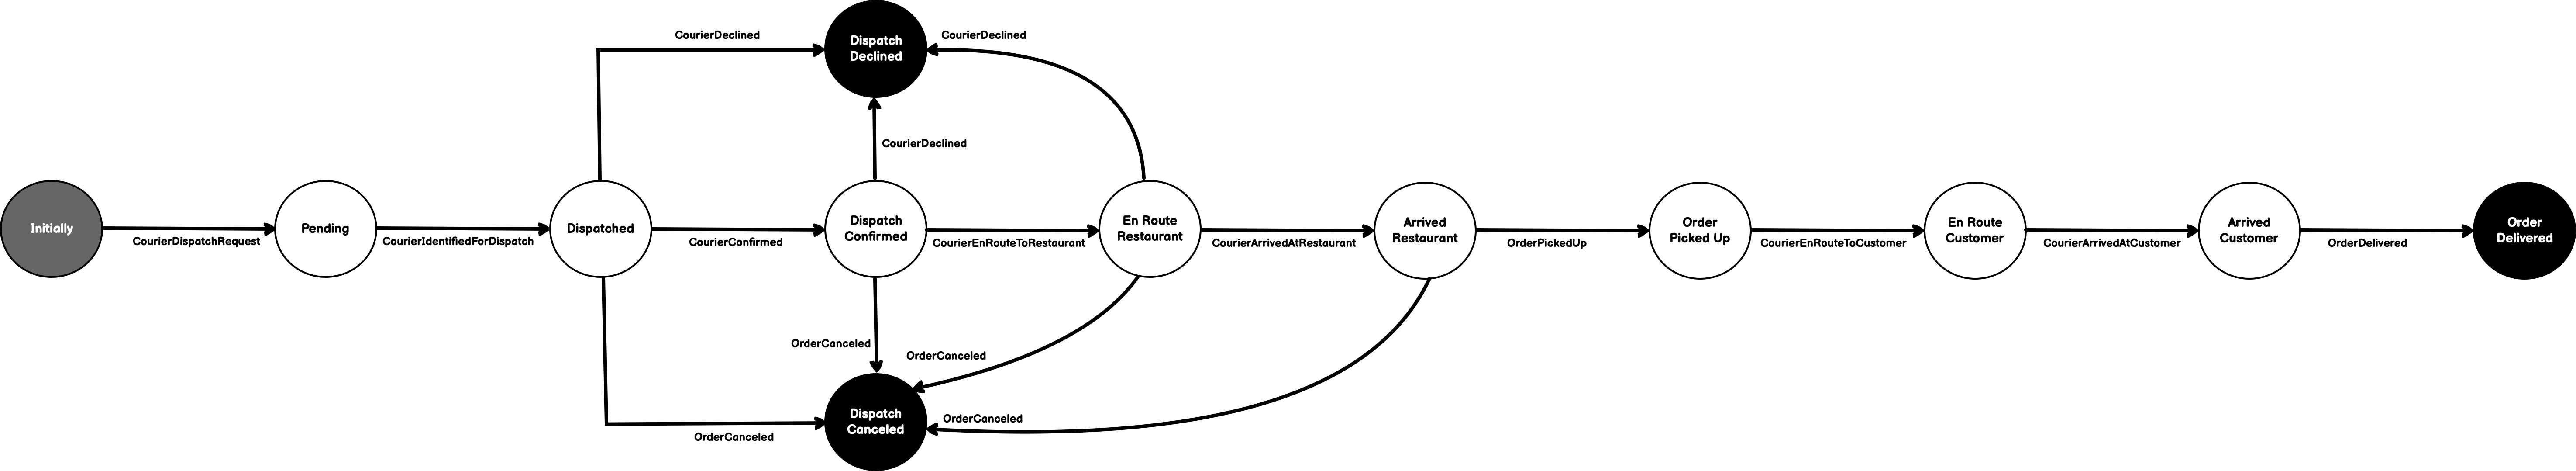 CourierDeclined
Dispatch
Declined
CourierDeclined
CourierDeclined
Initially
CourierDispatchRequest
Pending
CourierIdentifiedForDispatch
Dispatched
CourierConfirmed
Dispatch
Confirmed
CourierEnRouteToRestaurant
En Route
Restaurant
CourierArrivedAtRestaurant
Arrived
Restaurant
OrderPickedUp
Order
Picked Up
CourierEnRouteToCustomer
En Route
Customer
CourierArrivedAtCustomer
Arrived
Customer
OrderDelivered
Order
Delivered
OrderCanceled
OrderCanceled
Dispatch
Canceled
OrderCanceled
OrderCanceled